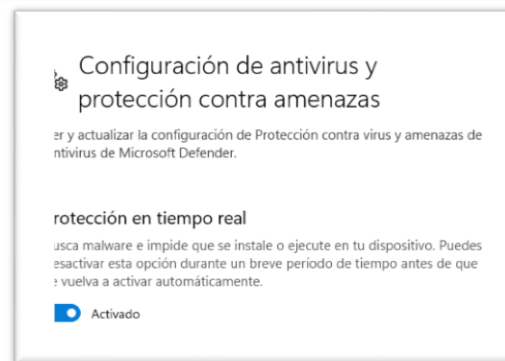 Configuración de antivirus y
protección contra amenazas
er y actualizar la configuración de Protección contra virus y amenazas de
ntivirus de Microsoft Defender.
rotección en tiempo real
usca malware e impide que se instale o ejecute en tu dispositivo. Puedes
esactivar esta opción durante un breve período de tiempo antes de que
e vuelva a activar automáticamente.
Activado